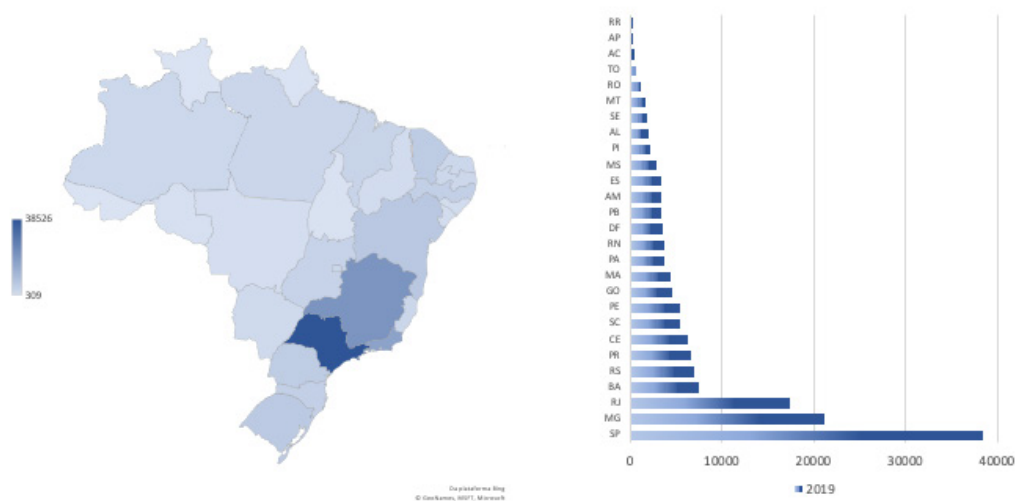 38526
309
Da plataforma Bing
© GeoNames, MSFT, Microsoft
RR
AP
AC
TO
RO
MT
SE
AL
PI
MS
ES
AM
PB
DF
RN
PA
MA
GO
PE
SC
CE
PR
RS
BA
RJ
MG
SP
0 10000 20000 30000 40000
2019